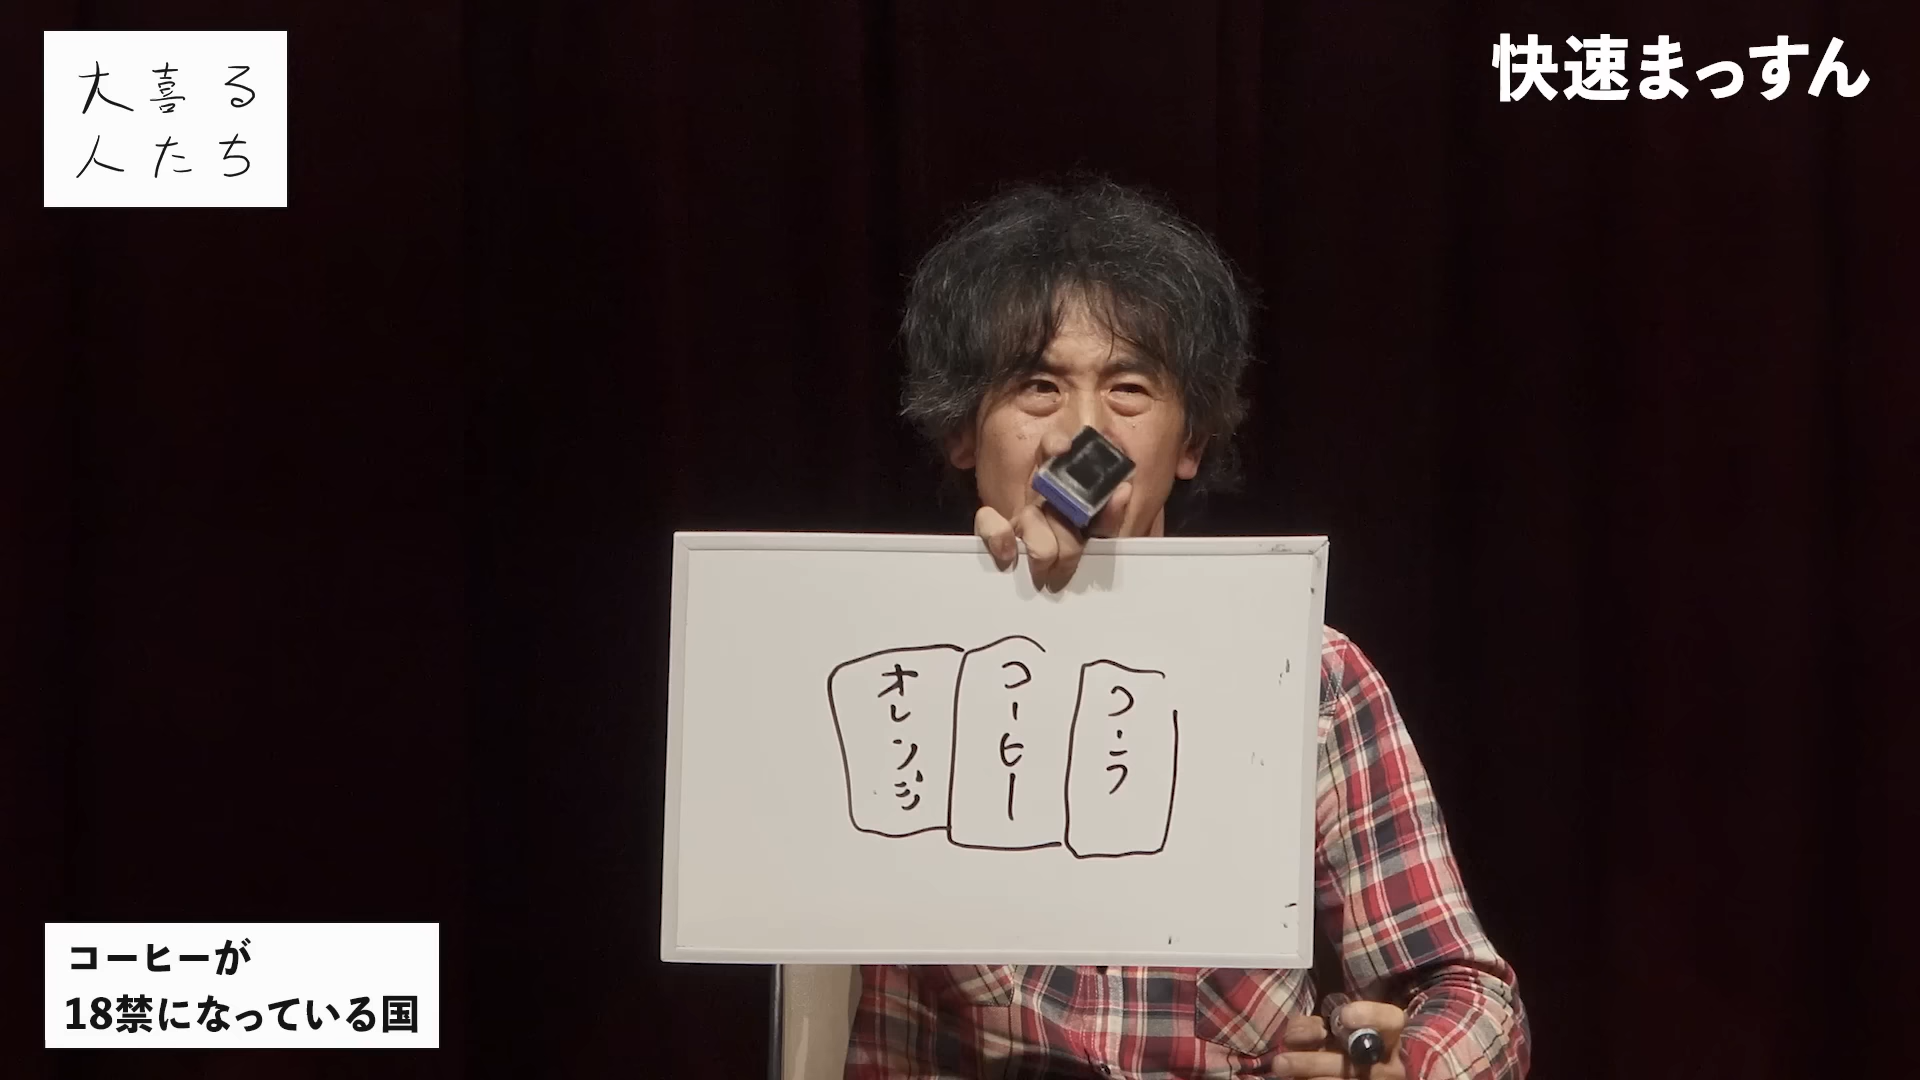 大喜る
人たち
快速まっすん
オレンジ
コーヒー
コーラ
コーヒーが
18禁になっている国